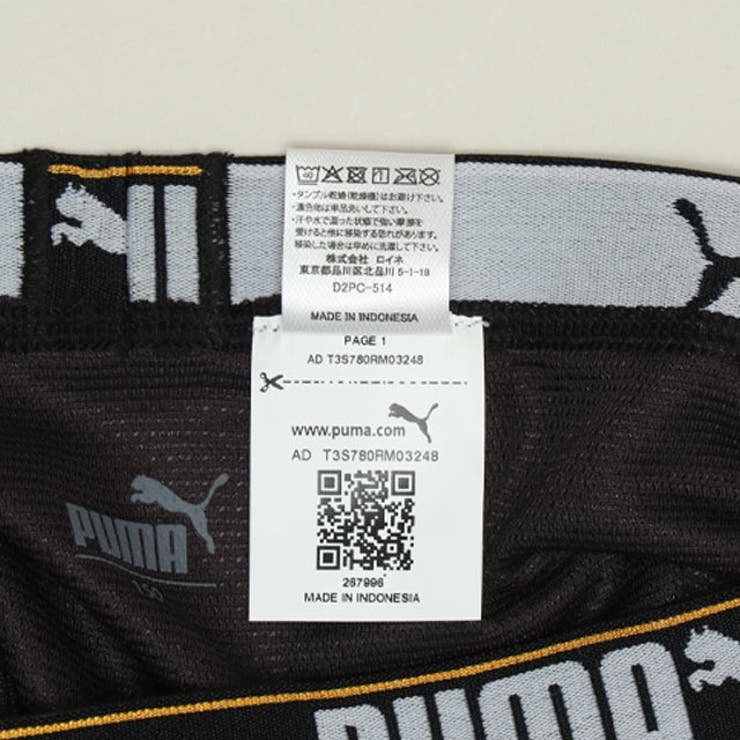 40
・タンブル乾燥(乾燥機)はお避け下さい。
・濃色物は単品洗いして下さい。
・汗や水で湿った状態で強い摩擦を
受けると他に移染する恐れがあります。
移染した場合は早めに洗濯して下さい。
株式会社 ロイネ
東京都品川区北品川 5-1-18
D2PC-514
MADE IN INDONESIA
PAGE 1
AD T3S780RM03248
www.puma.com
AD T3S780RM03248
267996
MADE IN INDONESIA
PUMA
150
PUMA